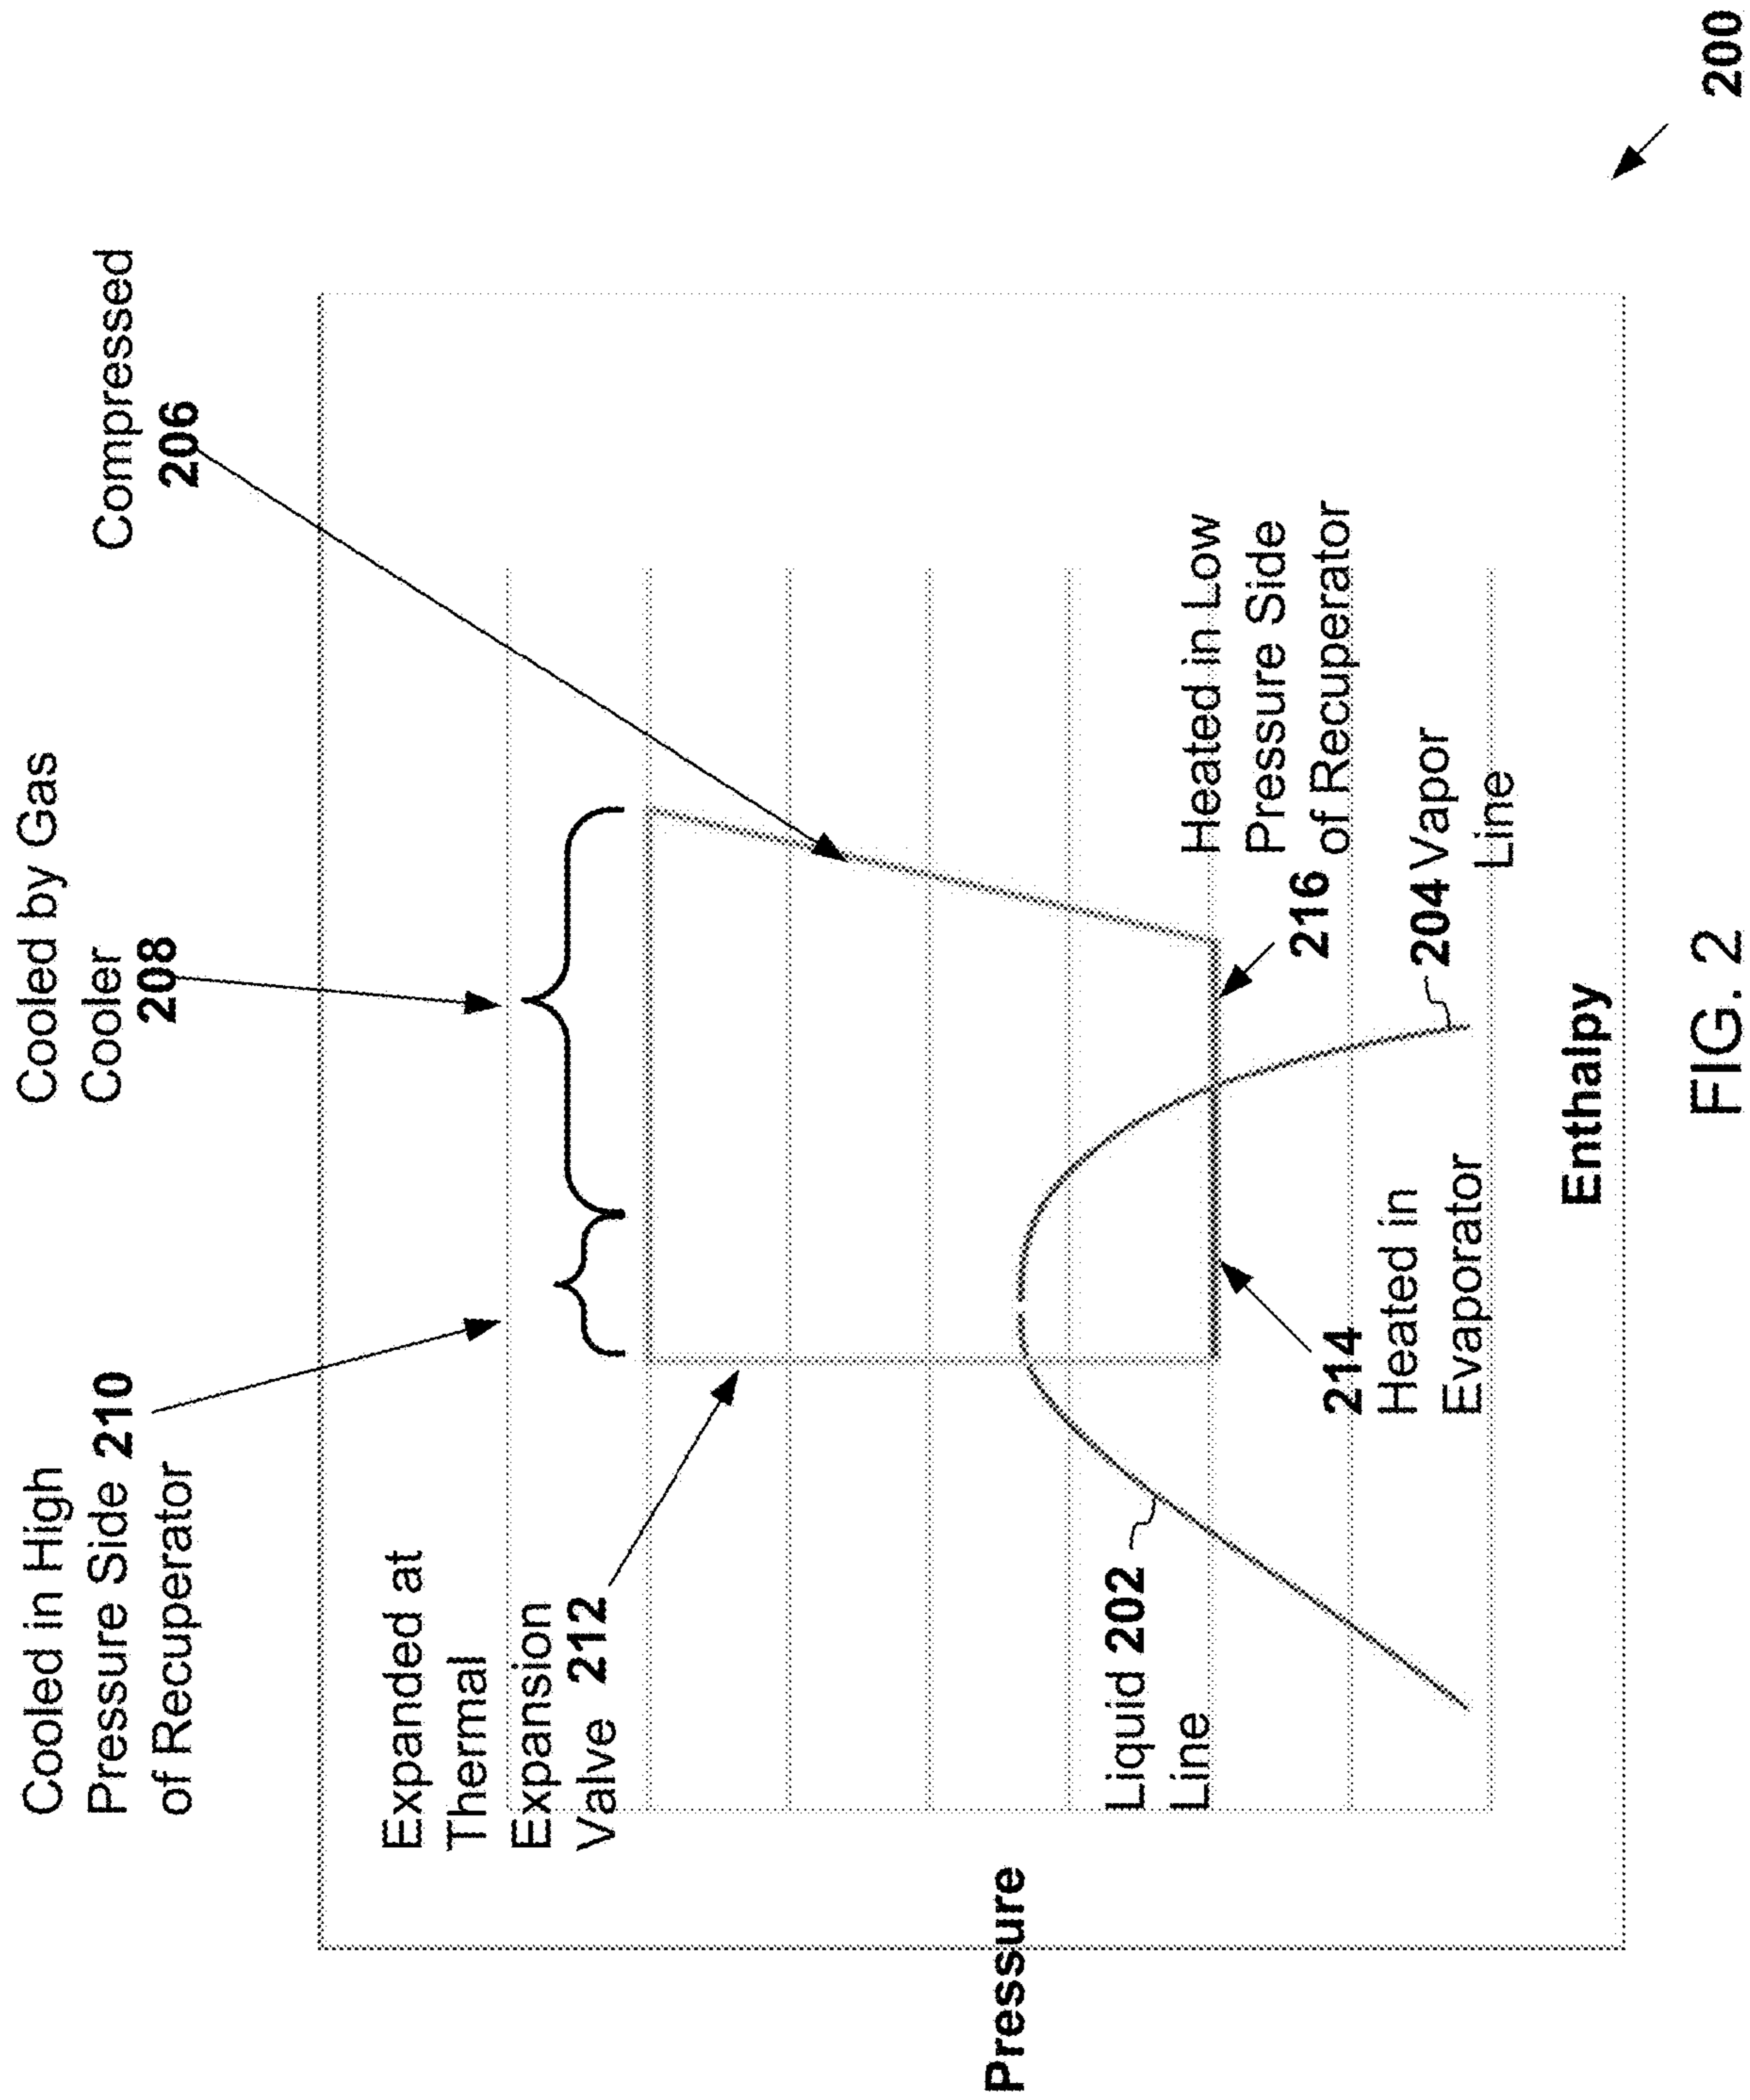 Cooled in High
Pressure Side 210
of Recuperator
Cooled by Gas
Cooler
208
Compressed
206
Expanded at
Thermal
Expansion
Valve 212
Pressure
Liquid 202
Line
214
Heated in
Evaporator
Heated in Low
Pressure Side
216 of Recuperator
204 Vapor
Line
Enthalpy
200
FIG. 2